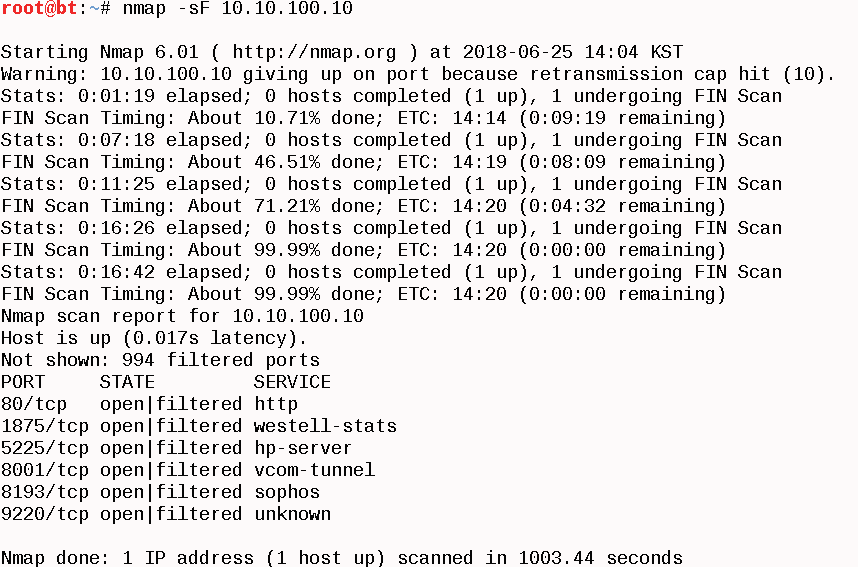 root@bt:~# nmap -sF 10.10.100.10
Starting Nmap 6.01 ( http://nmap.org ) at 2018-06-25 14:04 KST
Warning: 10.10.100.10 giving up on port because retransmission cap hit (10).
Stats: 0:01:19 elapsed; 0 hosts completed (1 up), 1 undergoing FIN Scan
FIN Scan Timing: About 10.71% done; ETC: 14:14 (0:09:19 remaining)
Stats: 0:07:18 elapsed; 0 hosts completed (1 up), 1 undergoing FIN Scan
FIN Scan Timing: About 46.51% done; ETC: 14:19 (0:08:09 remaining)
Stats: 0:11:25 elapsed; 0 hosts completed (1 up), 1 undergoing FIN Scan
FIN Scan Timing: About 71.21% done; ETC: 14:20 (0:04:32 remaining)
Stats: 0:16:26 elapsed; 0 hosts completed (1 up), 1 undergoing FIN Scan
FIN Scan Timing: About 99.99% done; ETC: 14:20 (0:00:00 remaining)
Stats: 0:16:42 elapsed; 0 hosts completed (1 up), 1 undergoing FIN Scan
FIN Scan Timing: About 99.99% done; ETC: 14:20 (0:00:00 remaining)
Nmap scan report for 10.10.100.10
Host is up (0.017s latency).
Not shown: 994 filtered ports
PORT     STATE         SERVICE
80/tcp   open|filtered http
1875/tcp open|filtered westell-stats
5225/tcp open|filtered hp-server
8001/tcp open|filtered vcom-tunnel
8193/tcp open|filtered sophos
9220/tcp open|filtered unknown
Nmap done: 1 IP address (1 host up) scanned in 1003.44 seconds